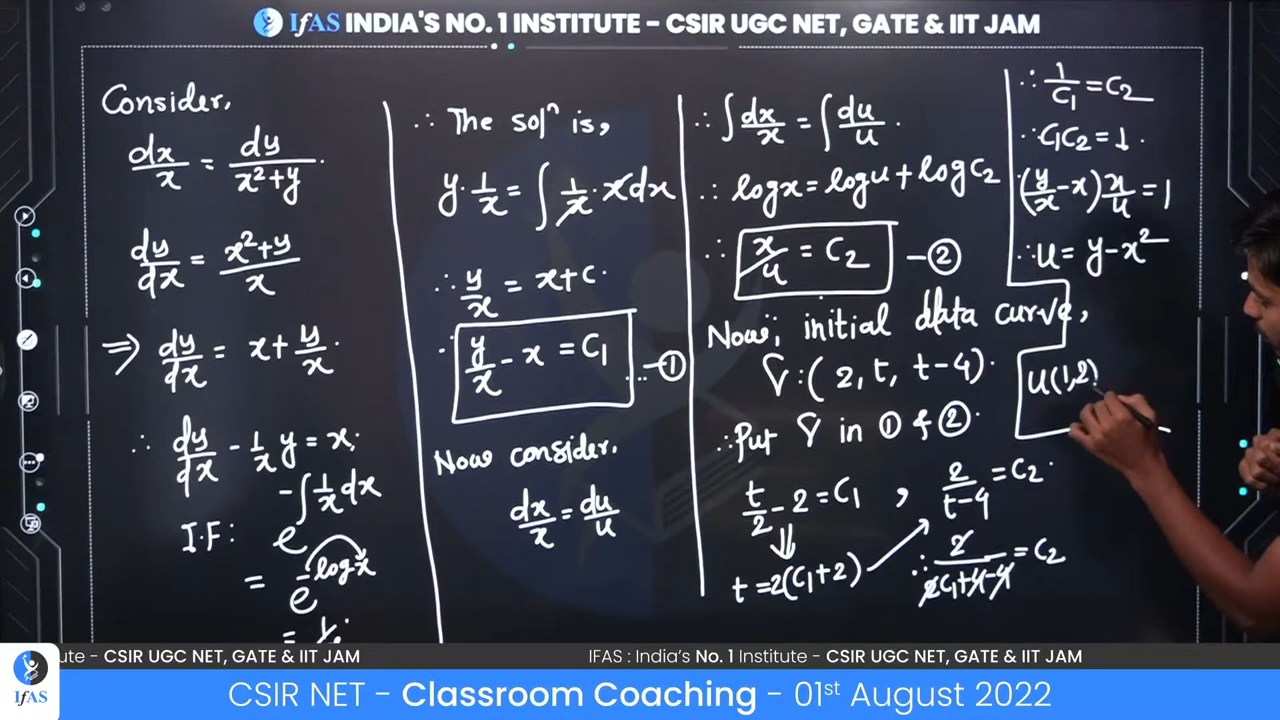 IfAS INDIA'S NO. 1 INSTITUTE - CSIR UGC NET, GATE & IIT JAM
Consider,
dx/x = dy/(x²+y)
dy/dx = (x²+y)/x
⇒ dy/dx = x + y/x
∴ dy/dx - 1/x y = x
I.F: e^(-∫1/x dx)
= e^(-log x)
∴ The solⁿ is,
y · 1/x = ∫ 1/x · x dx
∴ y/x = x + C
∴ y/x - x = C₁ —①
Now consider.
dx/x = du/u
∴ ∫dx/x = ∫du/u
∴ log x = log u + log C₂
∴ x/u = C₂ —②
Now, initial data curve,
Γ : (2, t, t-4)
∴ Put Γ in ① & ②
t/2 - 2 = C₁ , 2/(t-4) = C₂
t = 2(C₁+2)
∴ 2/(2C₁+4-4) = C₂
∴ 1/C₁ = C₂
∴ C₁C₂ = 1
(y/x - x) x/u = 1
∴ u = y - x²
u(1,2)
ute - CSIR UGC NET, GATE & IIT JAM
IFAS : India's No. 1 Institute - CSIR UGC NET, GATE & IIT JAM
IfAS
CSIR NET - Classroom Coaching - 01st August 2022